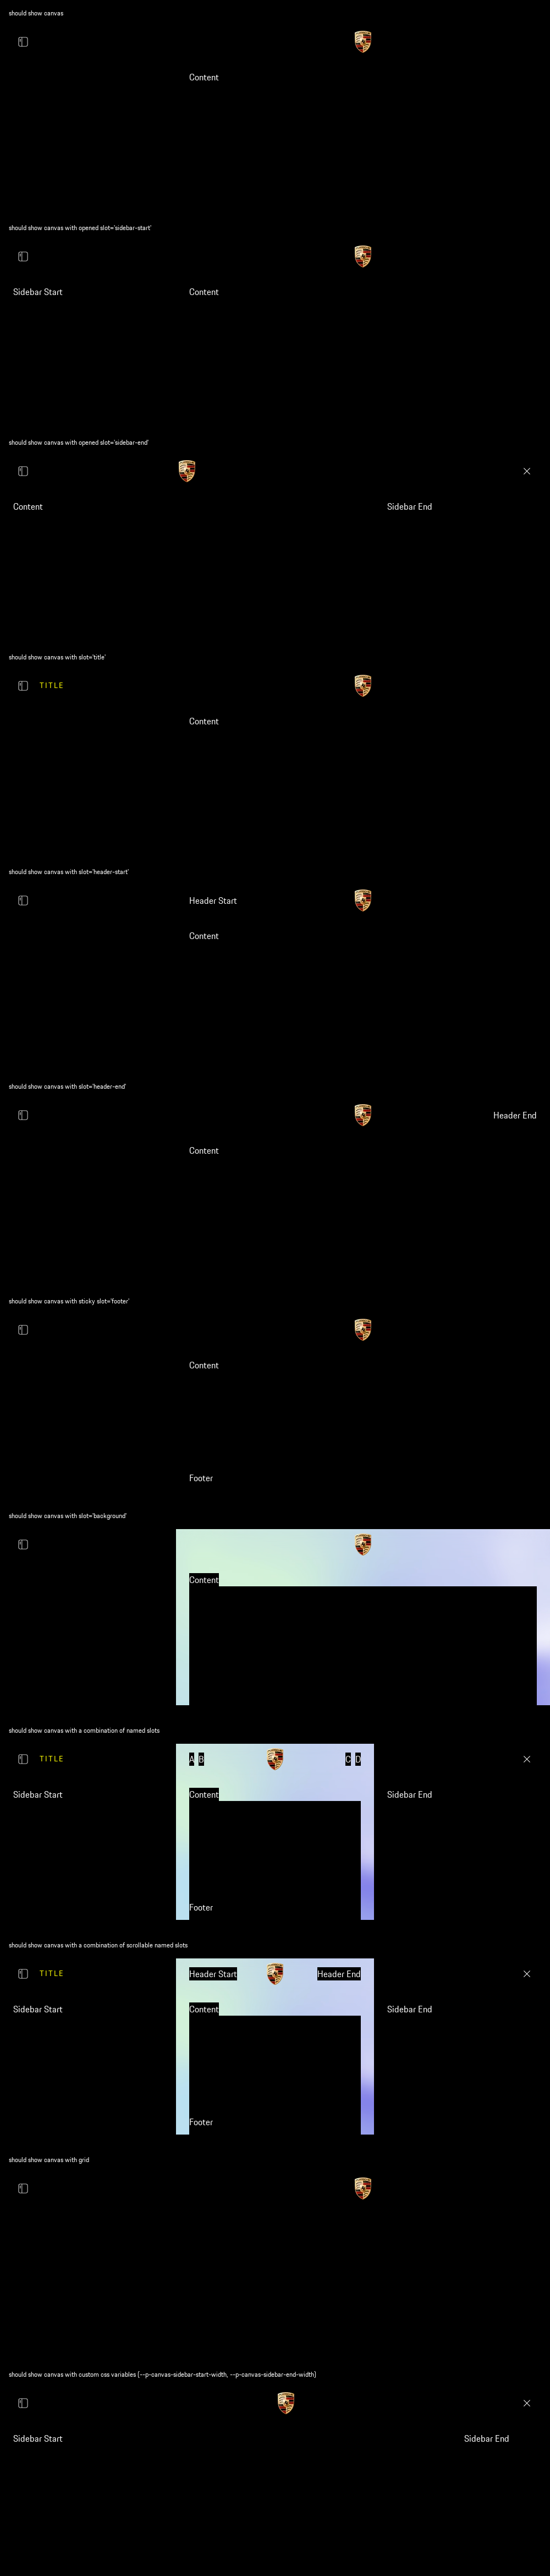 should show canvas
Content
should show canvas with opened slot='sidebar-start'
Sidebar Start Content
should show canvas with opened slot='sidebar-end'
Content Sidebar End
should show canvas with slot='title'
TITLE
Content
should show canvas with slot='header-start'
Header Start
Content
should show canvas with slot='header-end'
Header End
Content
should show canvas with sticky slot='footer'
Content
Footer
should show canvas with slot='background'
Content
should show canvas with a combination of named slots
TITLE A B C D
Sidebar Start Content Sidebar End
Footer
should show canvas with a combination of scrollable named slots
TITLE Header Start Header End
Sidebar Start Content Sidebar End
Footer
should show canvas with grid
should show canvas with custom css variables (--p-canvas-sidebar-start-width, --p-canvas-sidebar-end-width)
Sidebar Start Sidebar End